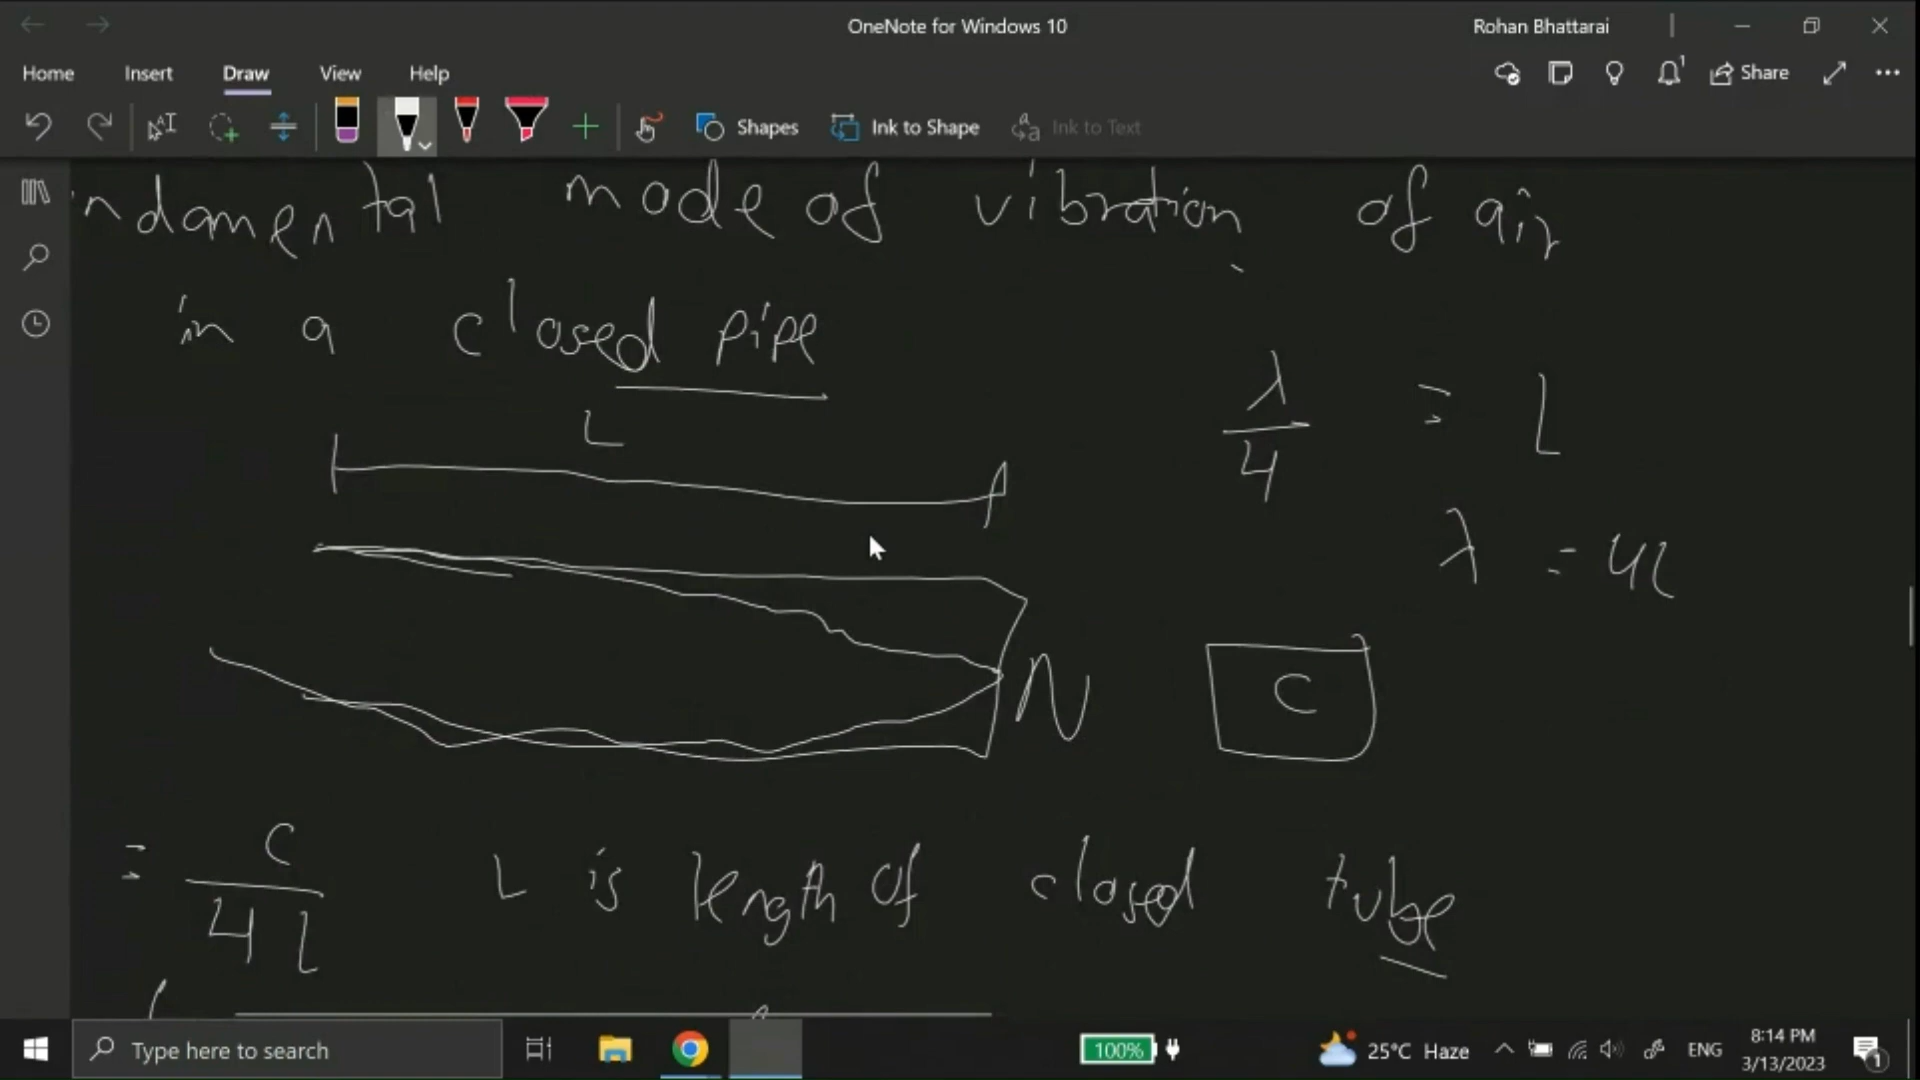 OneNote for Windows 10
Rohan Bhattarai
Home Insert Draw View Help
1
Share
Shapes
Ink to Shape
Ink to Text
ndamental mode of vibration of air
in a closed pipe
L
λ/4 = L
λ = 4L
N
C
= C/4L L is length of closed tube
Type here to search
100%
25°C Haze
ENG
8:14 PM
3/13/2023
1